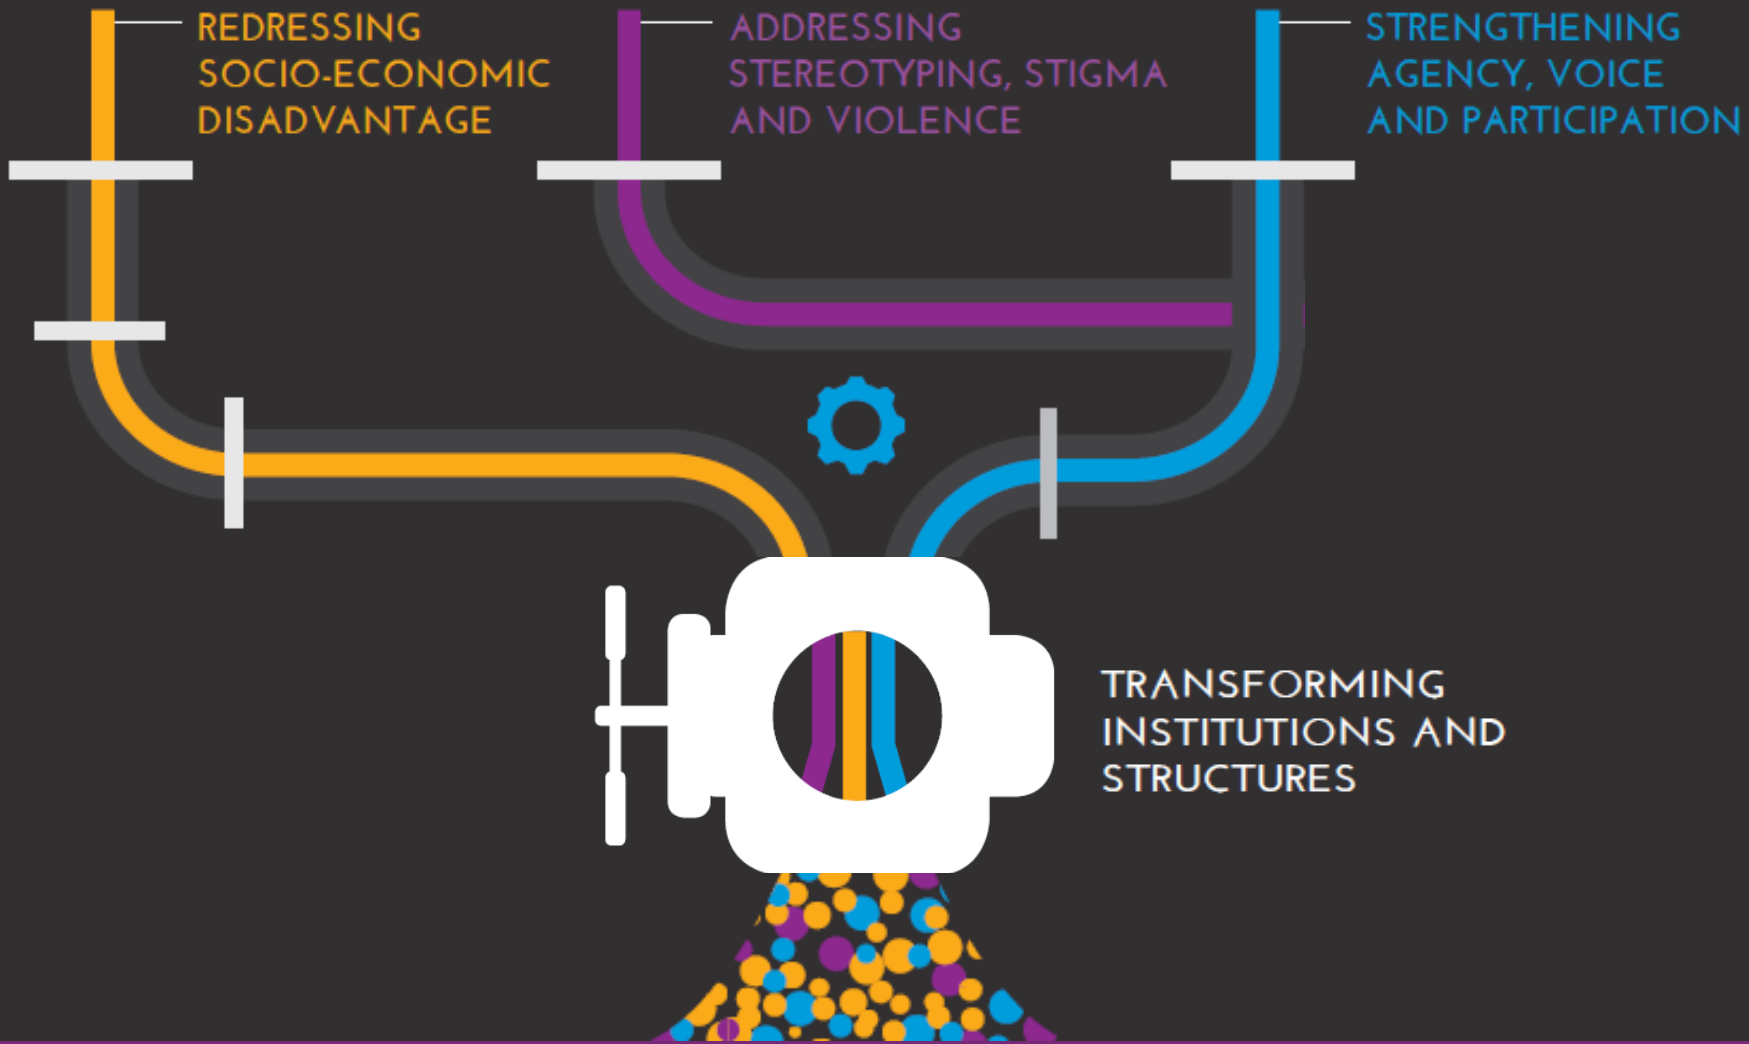 REDRESSING
SOCIO-ECONOMIC
DISADVANTAGE
ADDRESSING
STEREOTYPING, STIGMA
AND VIOLENCE
STRENGTHENING
AGENCY, VOICE
AND PARTICIPATION
TRANSFORMING
INSTITUTIONS AND
STRUCTURES